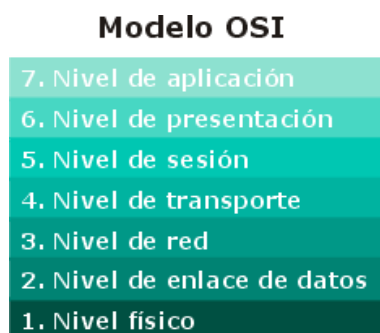 Modelo OSI
7. Nivel de aplicación
6. Nivel de presentación
5. Nivel de sesión
4. Nivel de transporte
3. Nivel de red
2. Nivel de enlace de datos
1. Nivel físico